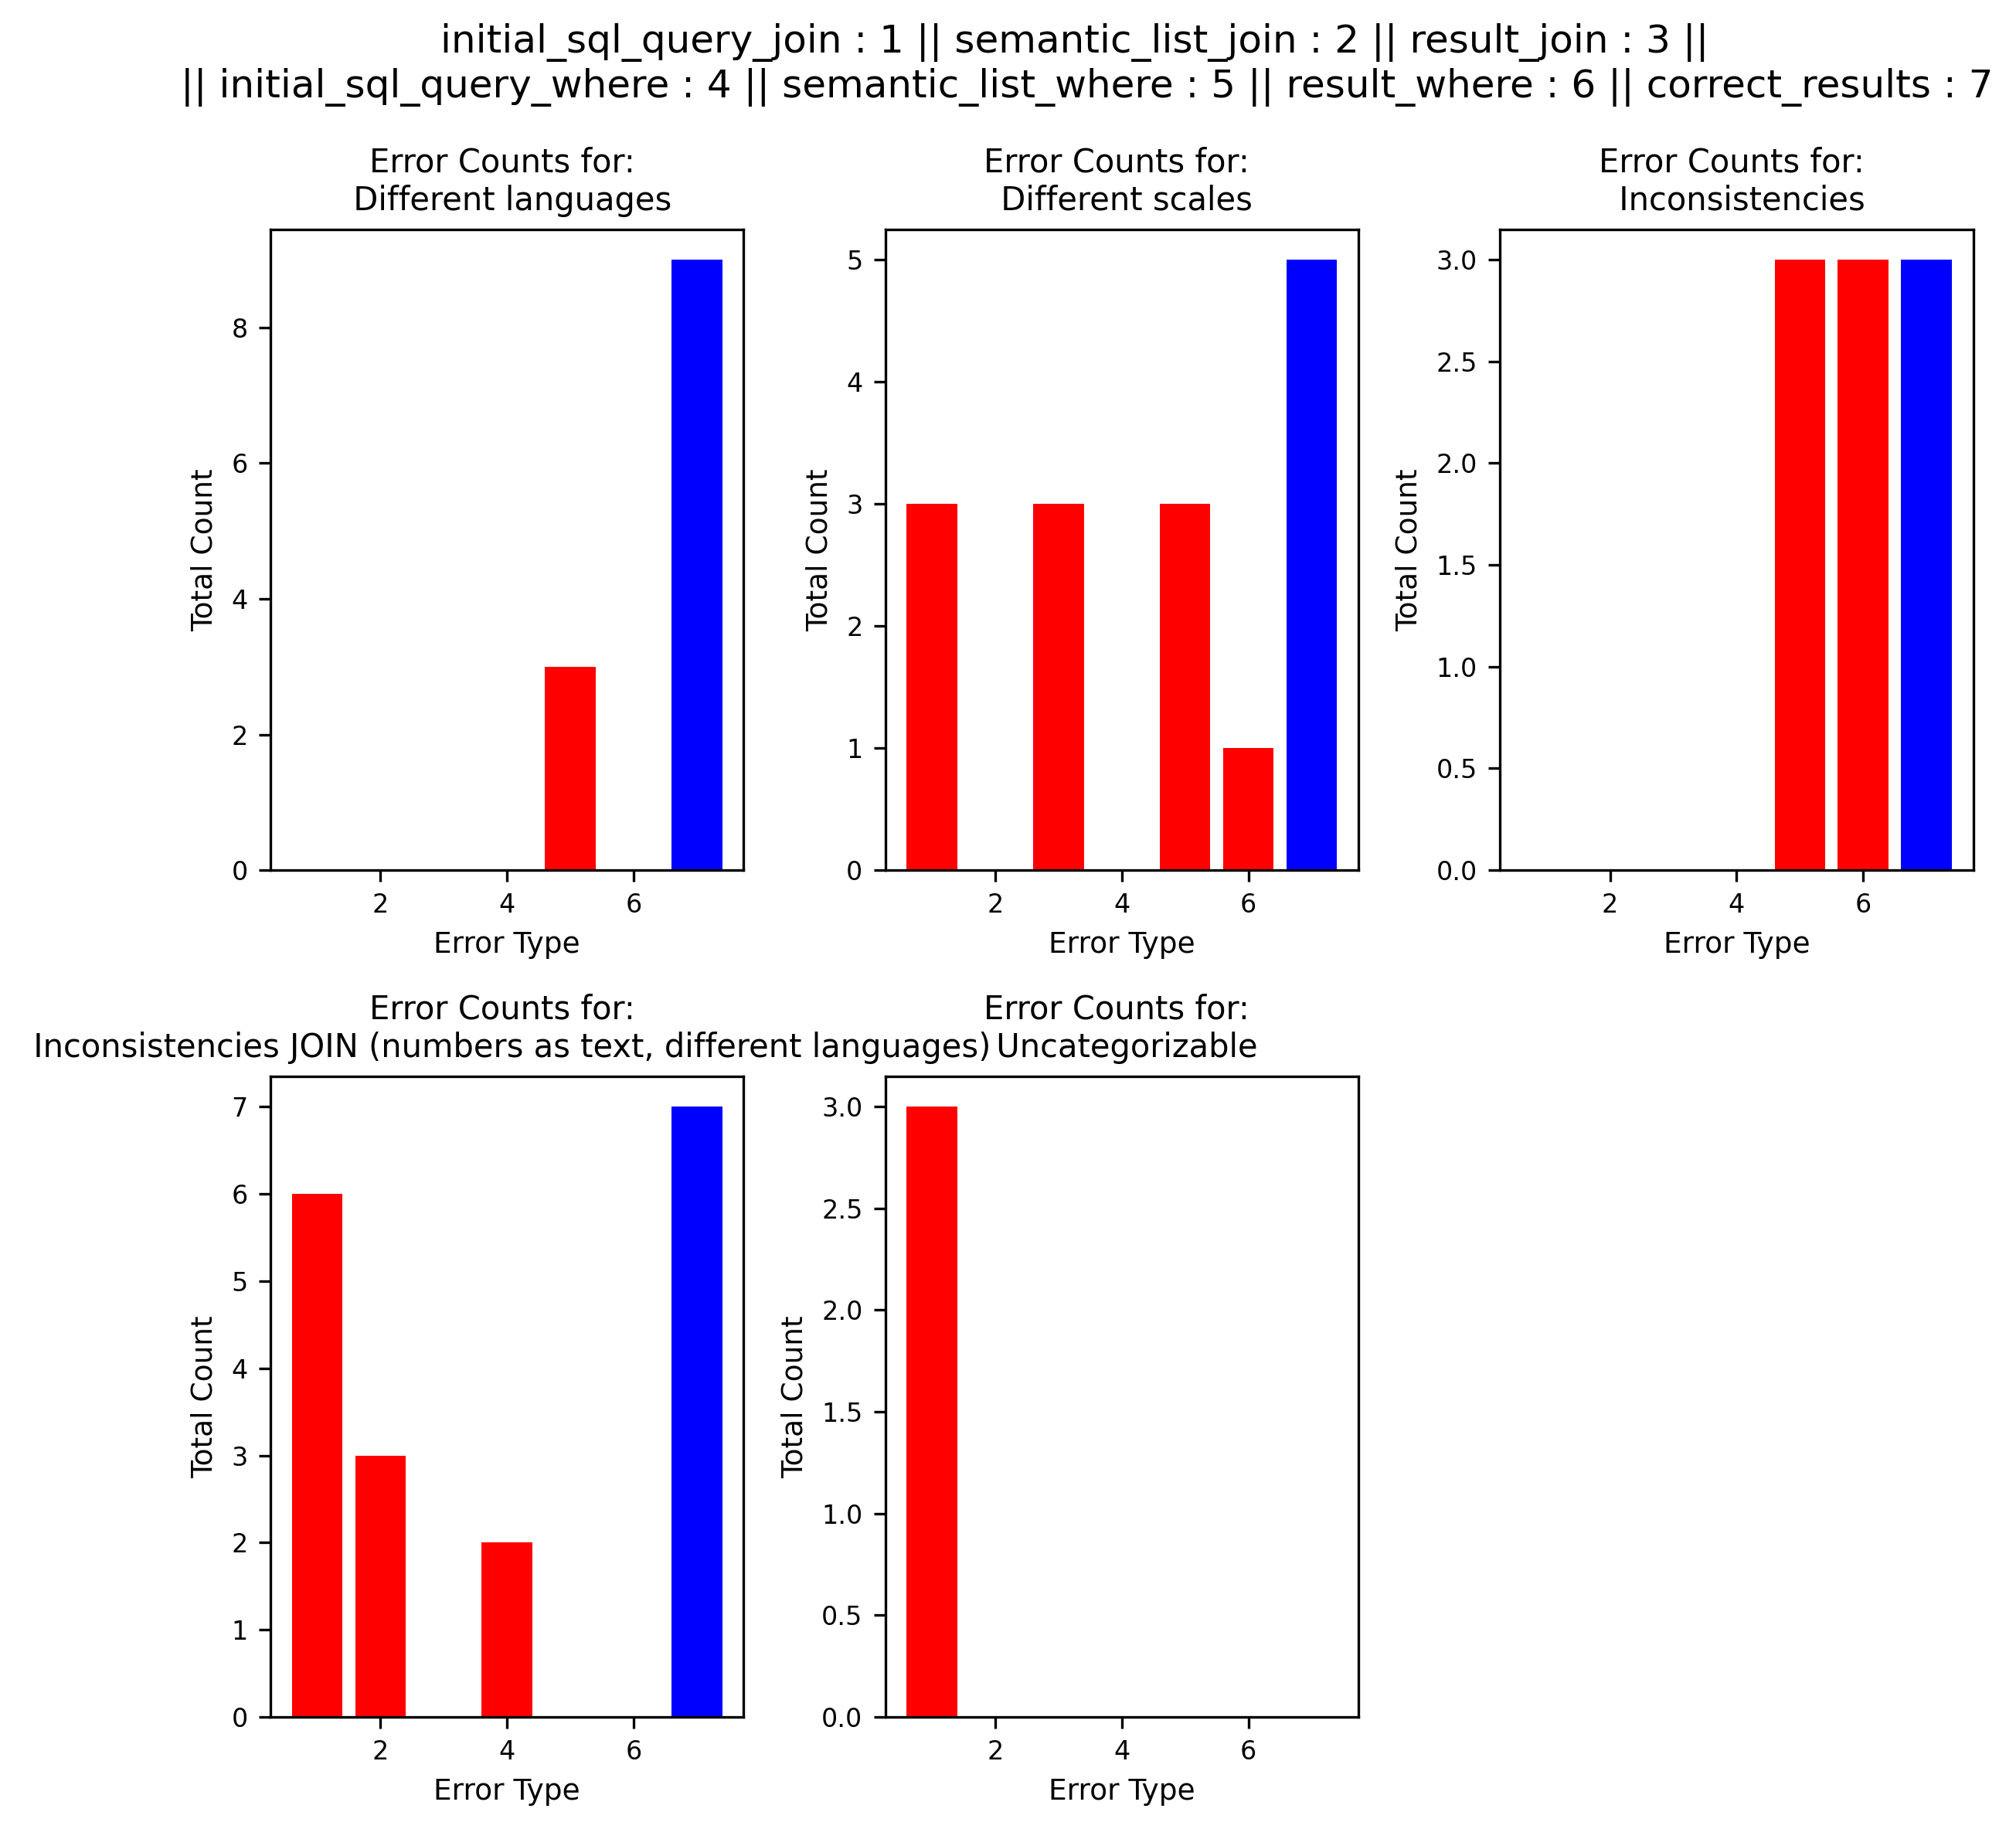 initial_sql_query_join : 1 || semantic_list_join : 2 || result_join : 3 ||
|| initial_sql_query_where : 4 || semantic_list_where : 5 || result_where : 6 || correct_results : 7
Error Counts for:
Different languages
Total Count
8
6
4
2
0
2
4
6
Error Type
Error Counts for:
Different scales
Total Count
5
4
3
2
1
0
2
4
6
Error Type
Error Counts for:
Inconsistencies
Total Count
3.0
2.5
2.0
1.5
1.0
0.5
0.0
2
4
6
Error Type
Error Counts for:
Inconsistencies JOIN (numbers as text, different languages)
Total Count
7
6
5
4
3
2
1
0
2
4
6
Error Type
Error Counts for:
Uncategorizable
Total Count
3.0
2.5
2.0
1.5
1.0
0.5
0.0
2
4
6
Error Type